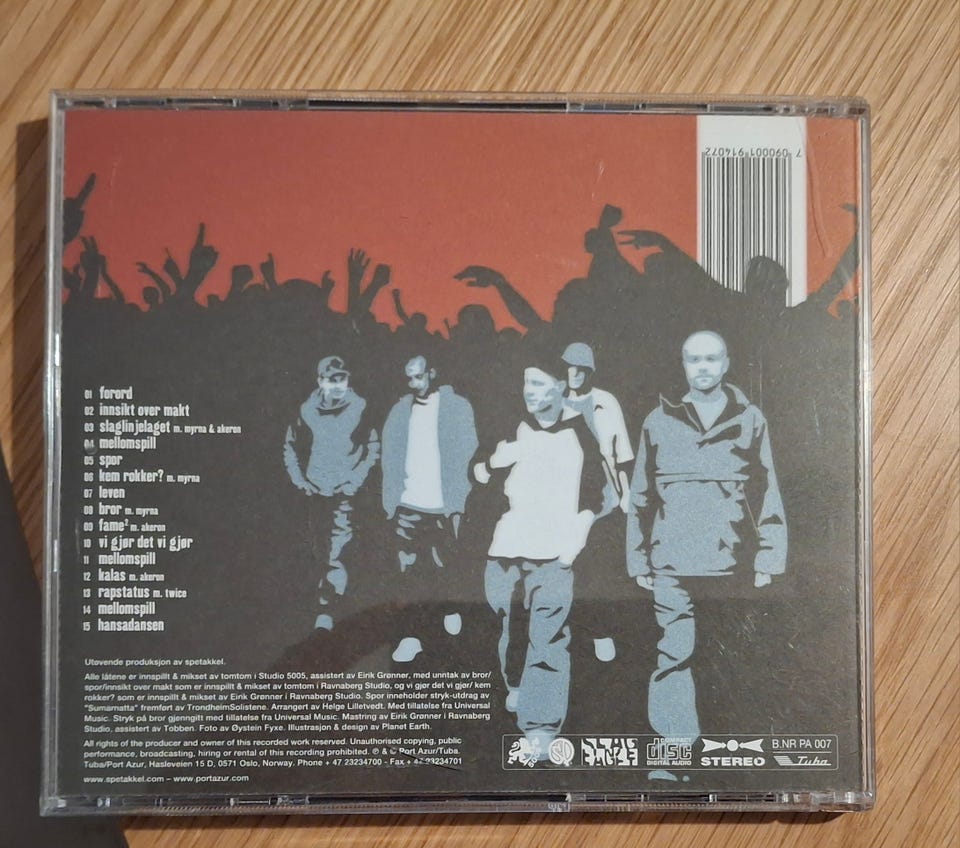 7 090000 914072
01 forord
02 innsikt over makt
03 slaglinjelaget m. myrna & akeron
04 mellomspill
05 spor
06 kem rokker? m. myrna
07 leven
08 bror m. myrna
09 fame² m. akeron
10 vi gjør det vi gjør
11 mellomspill
12 kalas m. akeron
13 rapstatus m. twice
14 mellomspill
15 hansadansen
Utøvende produksjon av spetakkel.
Alle låtene er innspillt & mikset av tomtom i Studio 5005, assistert av Eirik Grønner, med unntak av bror/
spor/innsikt over makt som er innspillt & mikset av tomtom i Ravnaberg Studio, og vi gjør det vi gjør/ kem
rokker? som er innspillt & mikset av Eirik Grønner i Ravnaberg Studio. Spor inneholder stryk-utdrag av
"Sumarnatta" fremført av TrondheimSolistene. Arrangert av Helge Lilletvedt. Med tillatelse fra Universal
Music. Stryk på bror gjenngitt med tillatelse fra Universal Music. Mastring av Eirik Grønner i Ravnaberg
Studio, assistert av Tobben. Foto av Øystein Fyxe. Illustrasjon & design av Planet Earth.
All rights of the producer and owner of this recorded work reserved. Unauthorised copying, public
performance, broadcasting, hiring or rental of this recording prohibited. ℗ & © Port Azur/Tuba.
Tuba/Port Azur, Hasleveien 15 D, 0571 Oslo, Norway. Phone + 47 23234700 - Fax + 47 23234701
www.spetakkel.com – www.portazur.com
COMPACT
disc
DIGITAL AUDIO
STEREO
B.NR PA 007
Tuba